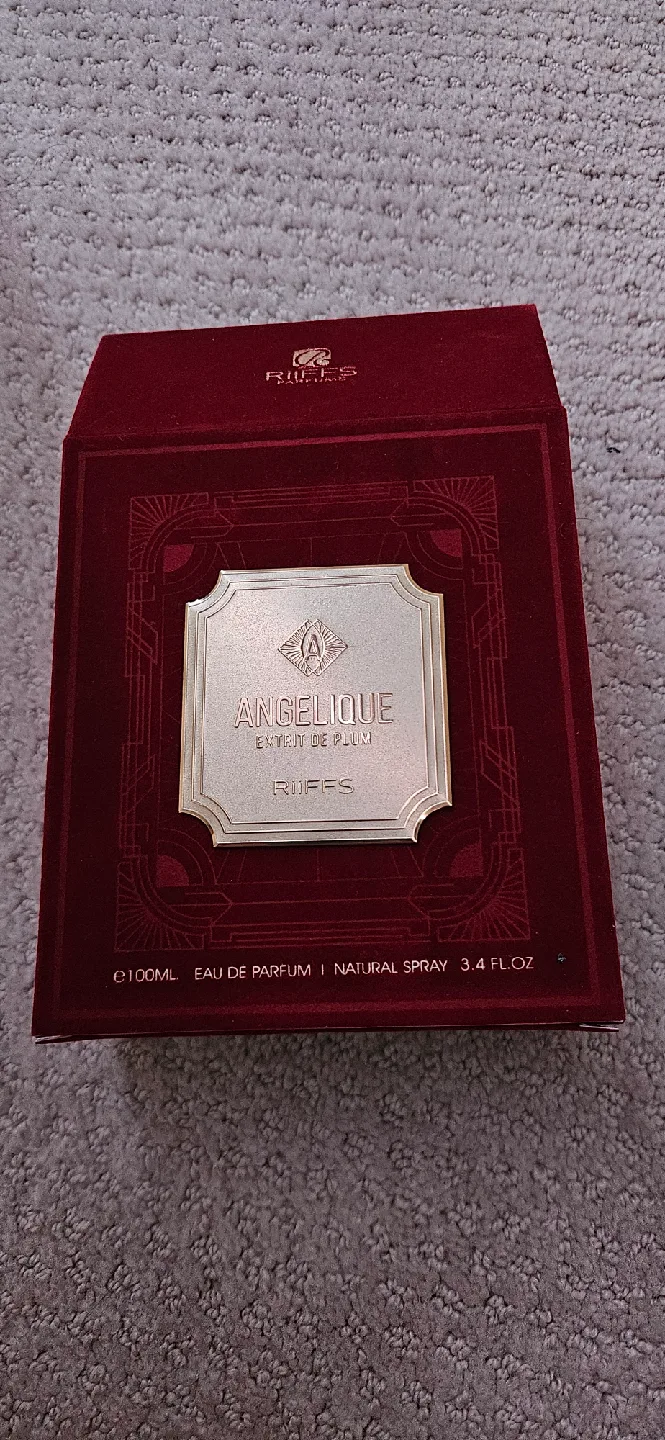 RIIFFS
PARFUMS
A
ANGELIQUE
EXTRIT DE PLUM
RIIFFS
℮100ML. EAU DE PARFUM | NATURAL SPRAY 3.4 FL.OZ